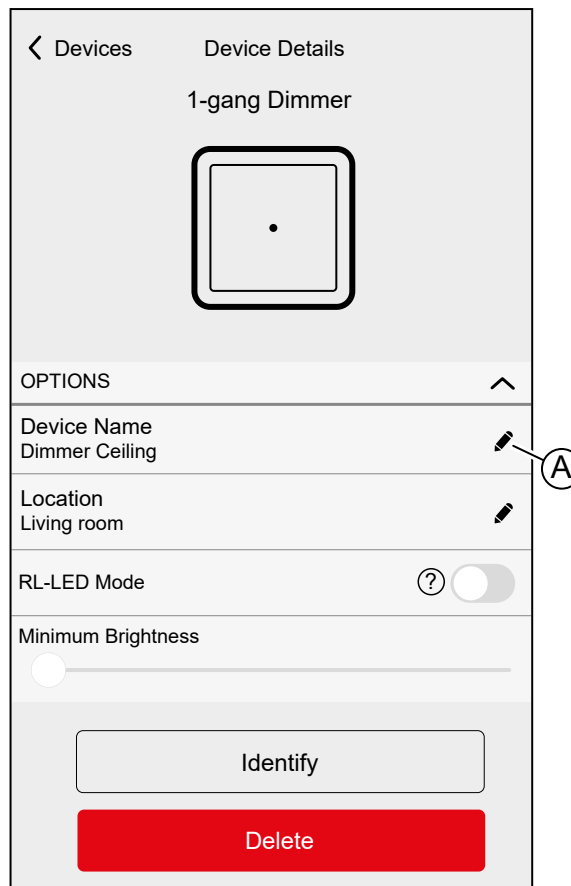 Devices Device Details
1-gang Dimmer
OPTIONS
Device Name
Dimmer Ceiling
A
Location
Living room
RL-LED Mode ?
Minimum Brightness
Identify
Delete